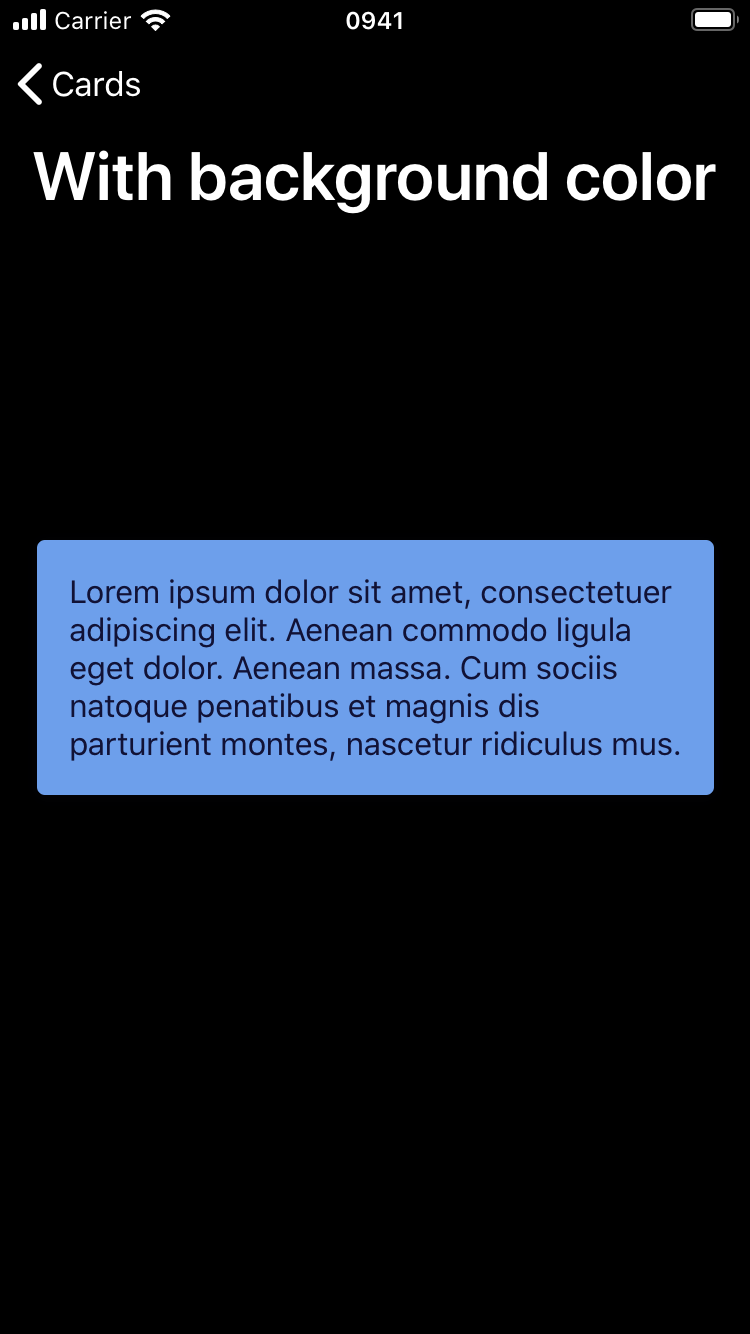 Carrier 0941
Cards
With background color
Lorem ipsum dolor sit amet, consectetuer
adipiscing elit. Aenean commodo ligula
eget dolor. Aenean massa. Cum sociis
natoque penatibus et magnis dis
parturient montes, nascetur ridiculus mus.